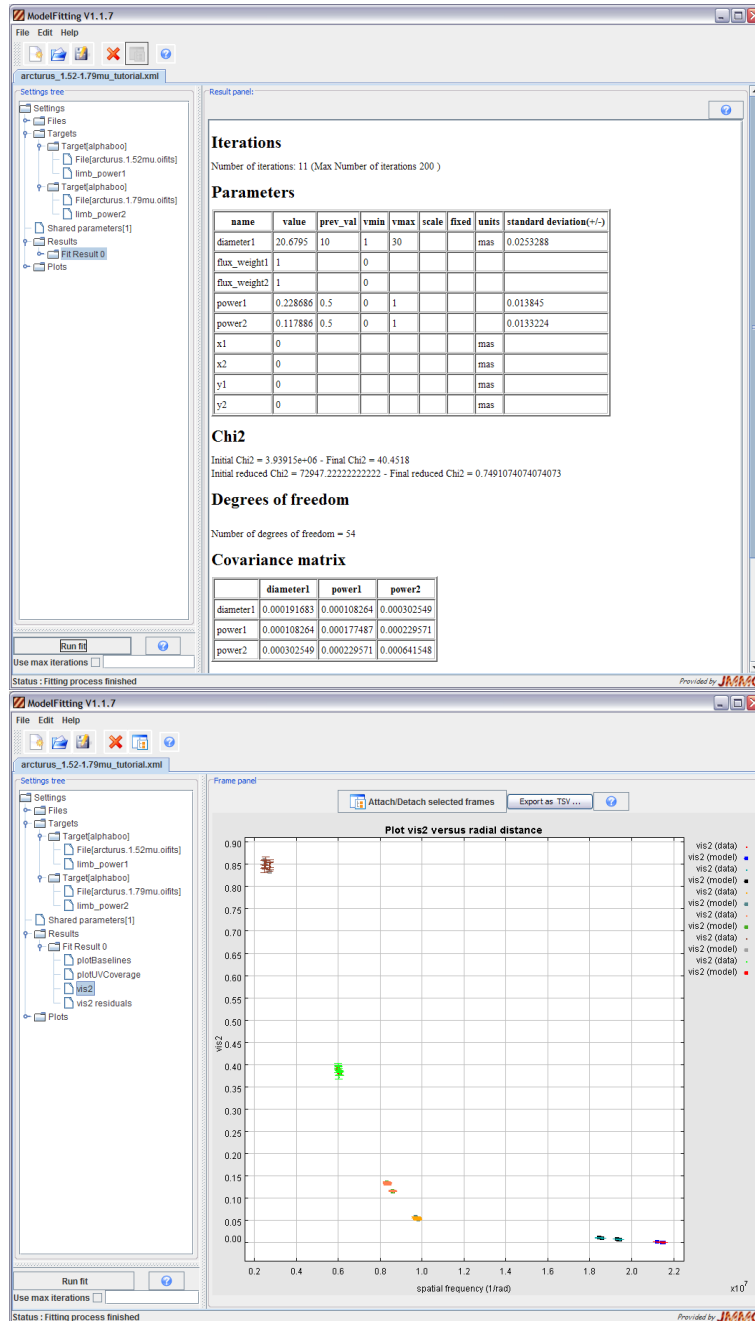 ModelFitting V1.1.7
File Edit Help
arcturus_1.52-1.79mu_tutorial.xml
Settings tree
Settings
Files
Targets
Target[alphaboo]
File[arcturus.1.52mu.oifits]
limb_power1
Target[alphaboo]
File[arcturus.1.79mu.oifits]
limb_power2
Shared parameters[1]
Results
Fit Result 0
Plots
Run fit
Use max iterations
Status : Fitting process finished
Result panel:
Iterations
Number of iterations: 11 (Max Number of iterations 200 )
Parameters
name value prev_val vmin vmax scale fixed units standard deviation(+/-)
diameter1 20.6795 10 1 30 mas 0.0253288
flux_weight1 1 0
flux_weight2 1 0
power1 0.228686 0.5 0 1 0.013845
power2 0.117886 0.5 0 1 0.0133224
x1 0 mas
x2 0 mas
y1 0 mas
y2 0 mas
Chi2
Initial Chi2 = 3.93915e+06 - Final Chi2 = 40.4518
Initial reduced Chi2 = 72947.22222222222 - Final reduced Chi2 = 0.7491074074074073
Degrees of freedom
Number of degrees of freedom = 54
Covariance matrix
diameter1 power1 power2
diameter1 0.000191683 0.000108264 0.000302549
power1 0.000108264 0.000177487 0.000229571
power2 0.000302549 0.000229571 0.000641548
Provided by JMMC
ModelFitting V1.1.7
File Edit Help
arcturus_1.52-1.79mu_tutorial.xml
Settings tree
Settings
Files
Targets
Target[alphaboo]
File[arcturus.1.52mu.oifits]
limb_power1
Target[alphaboo]
File[arcturus.1.79mu.oifits]
limb_power2
Shared parameters[1]
Results
Fit Result 0
plotBaselines
plotUVCoverage
vis2
vis2 residuals
Plots
Run fit
Use max iterations
Status : Fitting process finished
Frame panel
Attach/Detach selected frames Export as TSV ...
Plot vis2 versus radial distance
0.90
0.85
0.80
0.75
0.70
0.65
0.60
0.55
0.50
0.45
0.40
0.35
0.30
0.25
0.20
0.15
0.10
0.05
0.00
vis2
0.2 0.4 0.6 0.8 1.0 1.2 1.4 1.6 1.8 2.0 2.2
spatial frequency (1/rad)
x10^7
vis2 (data)
vis2 (model)
vis2 (data)
vis2 (model)
vis2 (data)
vis2 (model)
vis2 (data)
vis2 (model)
vis2 (data)
vis2 (model)
vis2 (data)
vis2 (model)
Provided by JMMC